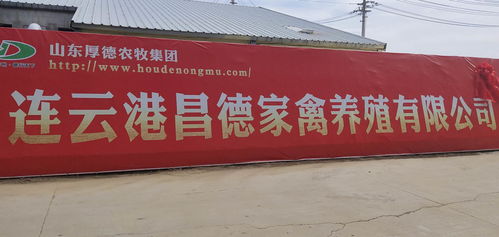 山东厚德农牧集团
http://www.houdenongmu.com/
连云港昌德家禽养殖有限公司